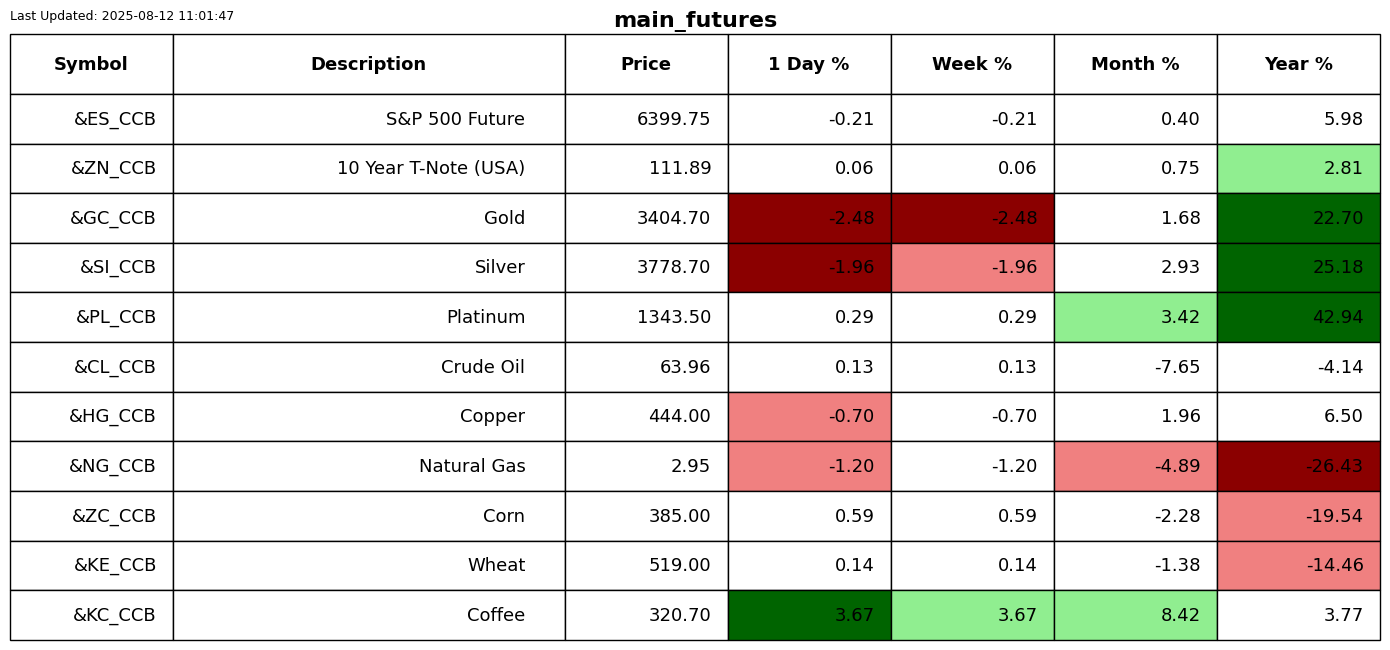 Last Updated: 2025-08-12 11:01:47
main_futures
Symbol Description Price 1 Day % Week % Month % Year %
&ES_CCB S&P 500 Future 6399.75 -0.21 -0.21 0.40 5.98
&ZN_CCB 10 Year T-Note (USA) 111.89 0.06 0.06 0.75 2.81
&GC_CCB Gold 3404.70 -2.48 -2.48 1.68 22.70
&SI_CCB Silver 3778.70 -1.96 -1.96 2.93 25.18
&PL_CCB Platinum 1343.50 0.29 0.29 3.42 42.94
&CL_CCB Crude Oil 63.96 0.13 0.13 -7.65 -4.14
&HG_CCB Copper 444.00 -0.70 -0.70 1.96 6.50
&NG_CCB Natural Gas 2.95 -1.20 -1.20 -4.89 -26.43
&ZC_CCB Corn 385.00 0.59 0.59 -2.28 -19.54
&KE_CCB Wheat 519.00 0.14 0.14 -1.38 -14.46
&KC_CCB Coffee 320.70 3.67 3.67 8.42 3.77